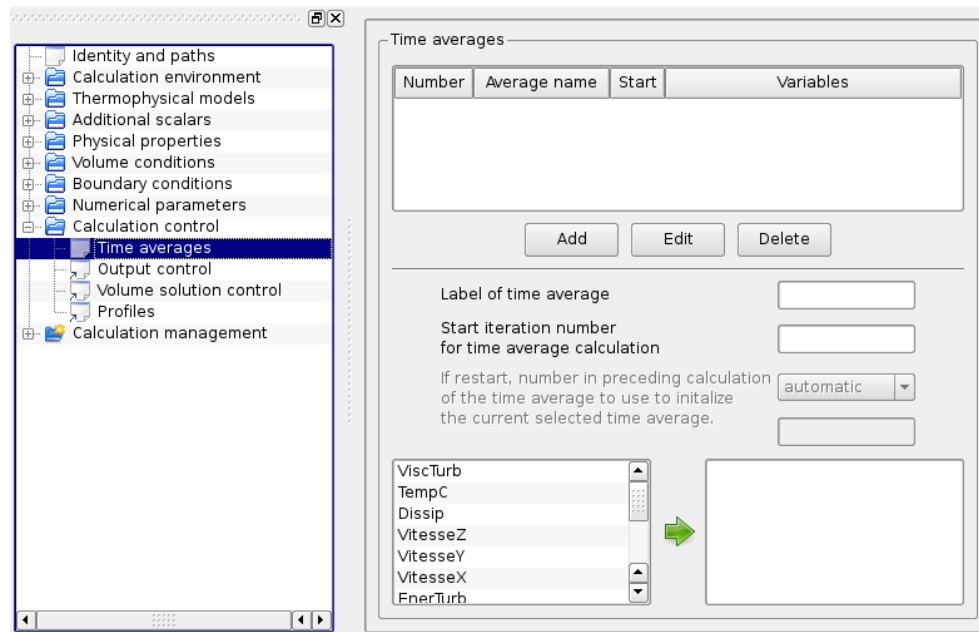 Identity and paths
Calculation environment
Thermophysical models
Additional scalars
Physical properties
Volume conditions
Boundary conditions
Numerical parameters
Calculation control
Time averages
Output control
Volume solution control
Profiles
Calculation management
Time averages
Number Average name Start Variables
Add Edit Delete
Label of time average
Start iteration number
for time average calculation
If restart, number in preceding calculation
of the time average to use to initalize
the current selected time average.
automatic
ViscTurb
TempC
Dissip
VitesseZ
VitesseY
VitesseX
EnerTurb